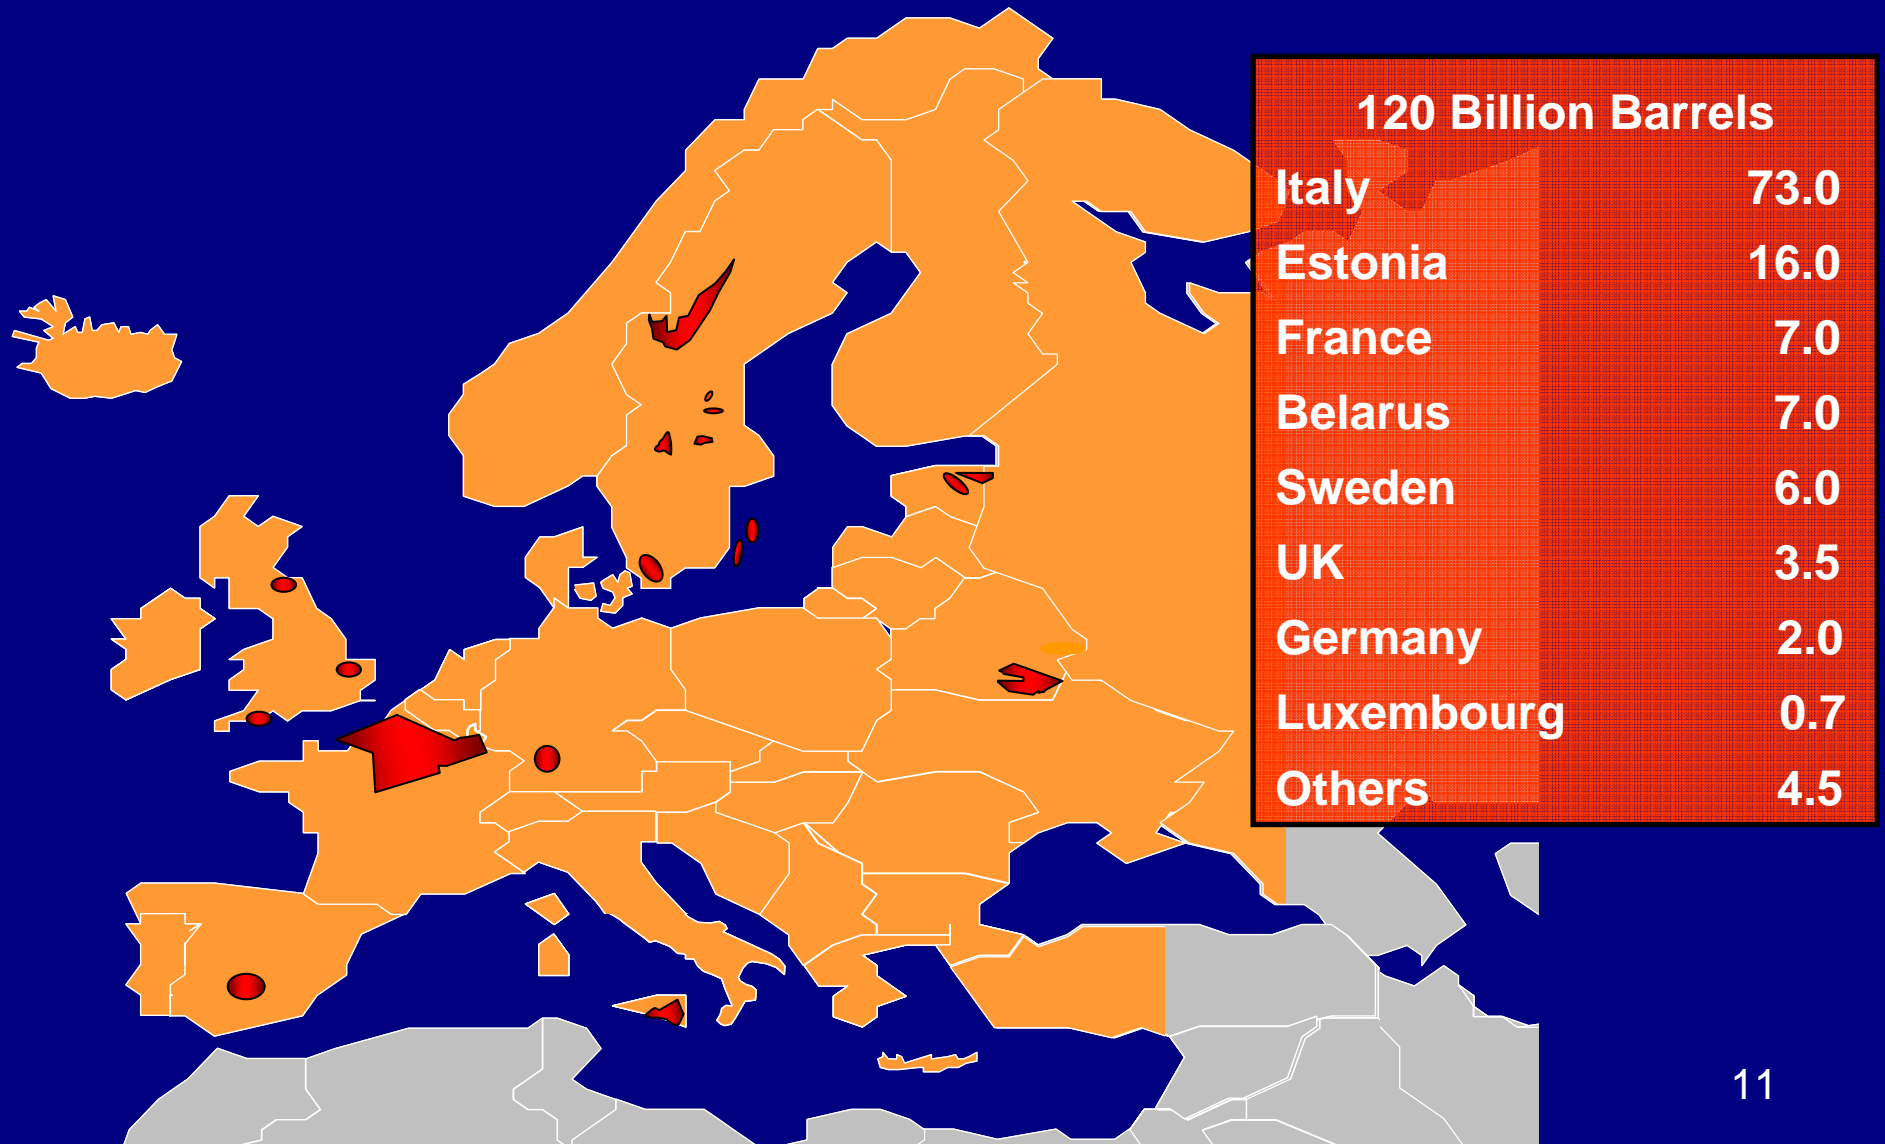 120 Billion Barrels
Italy 73.0
Estonia 16.0
France 7.0
Belarus 7.0
Sweden 6.0
UK 3.5
Germany 2.0
Luxembourg 0.7
Others 4.5
11